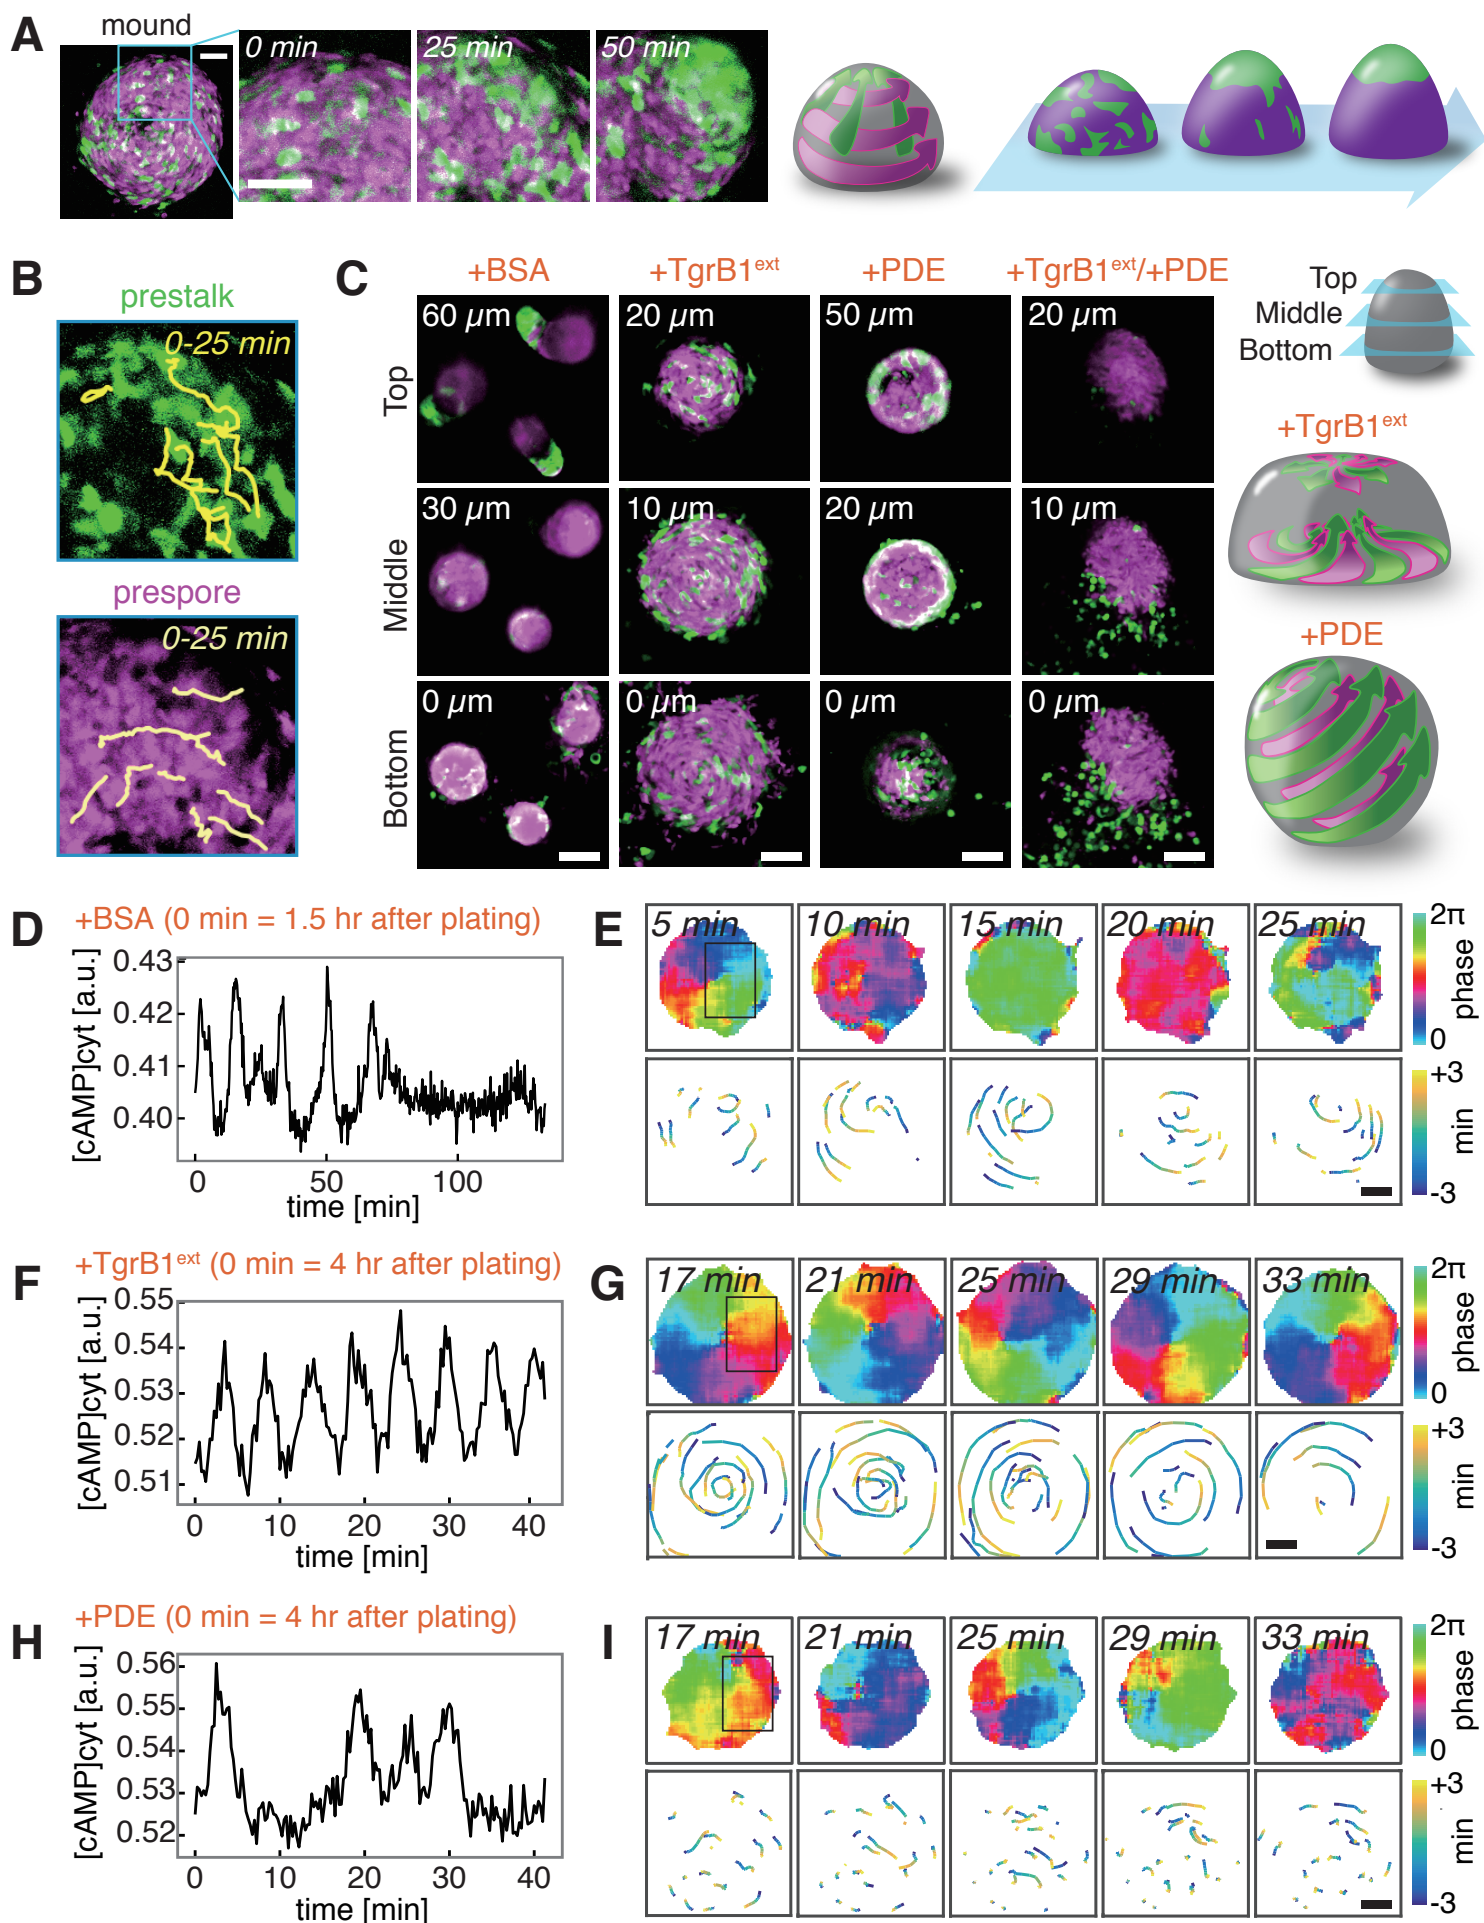 A
mound
0 min
25 min
50 min
B
prestalk
0-25 min
prespore
0-25 min
C
+BSA
+TgrB1ext
+PDE
+TgrB1ext/+PDE
Top
60 µm
20 µm
50 µm
20 µm
Middle
30 µm
10 µm
20 µm
10 µm
Bottom
0 µm
0 µm
0 µm
0 µm
Top
Middle
Bottom
+TgrB1ext
+PDE
D
+BSA (0 min = 1.5 hr after plating)
[cAMP]cyt [a.u.]
0.43
0.42
0.41
0.40
0
50
100
time [min]
E
5 min
10 min
15 min
20 min
25 min
2π
phase
0
+3
min
-3
F
+TgrB1ext (0 min = 4 hr after plating)
[cAMP]cyt [a.u.]
0.55
0.54
0.53
0.52
0.51
0
10
20
30
40
time [min]
G
17 min
21 min
25 min
29 min
33 min
2π
phase
0
+3
min
-3
H
+PDE (0 min = 4 hr after plating)
[cAMP]cyt [a.u.]
0.56
0.55
0.54
0.53
0.52
0
10
20
30
40
time [min]
I
17 min
21 min
25 min
29 min
33 min
2π
phase
0
+3
min
-3